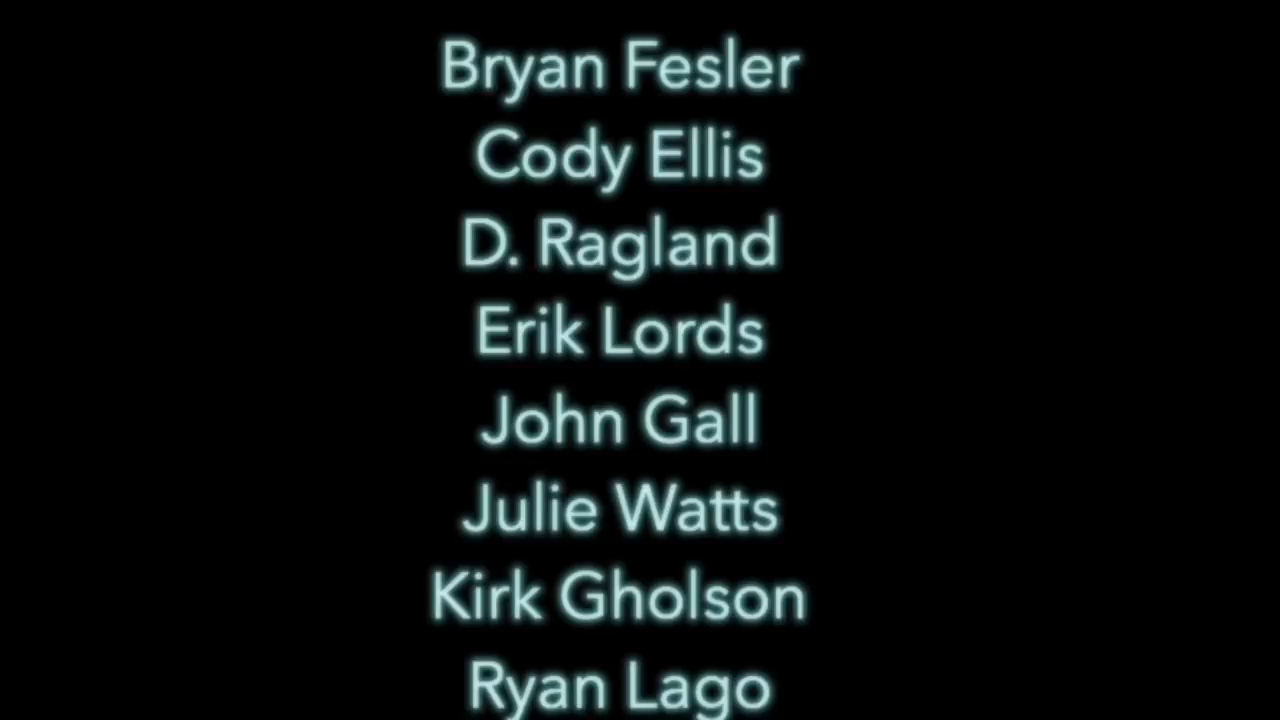 Bryan Fesler
Cody Ellis
D. Ragland
Erik Lords
John Gall
Julie Watts
Kirk Gholson
Ryan Lago